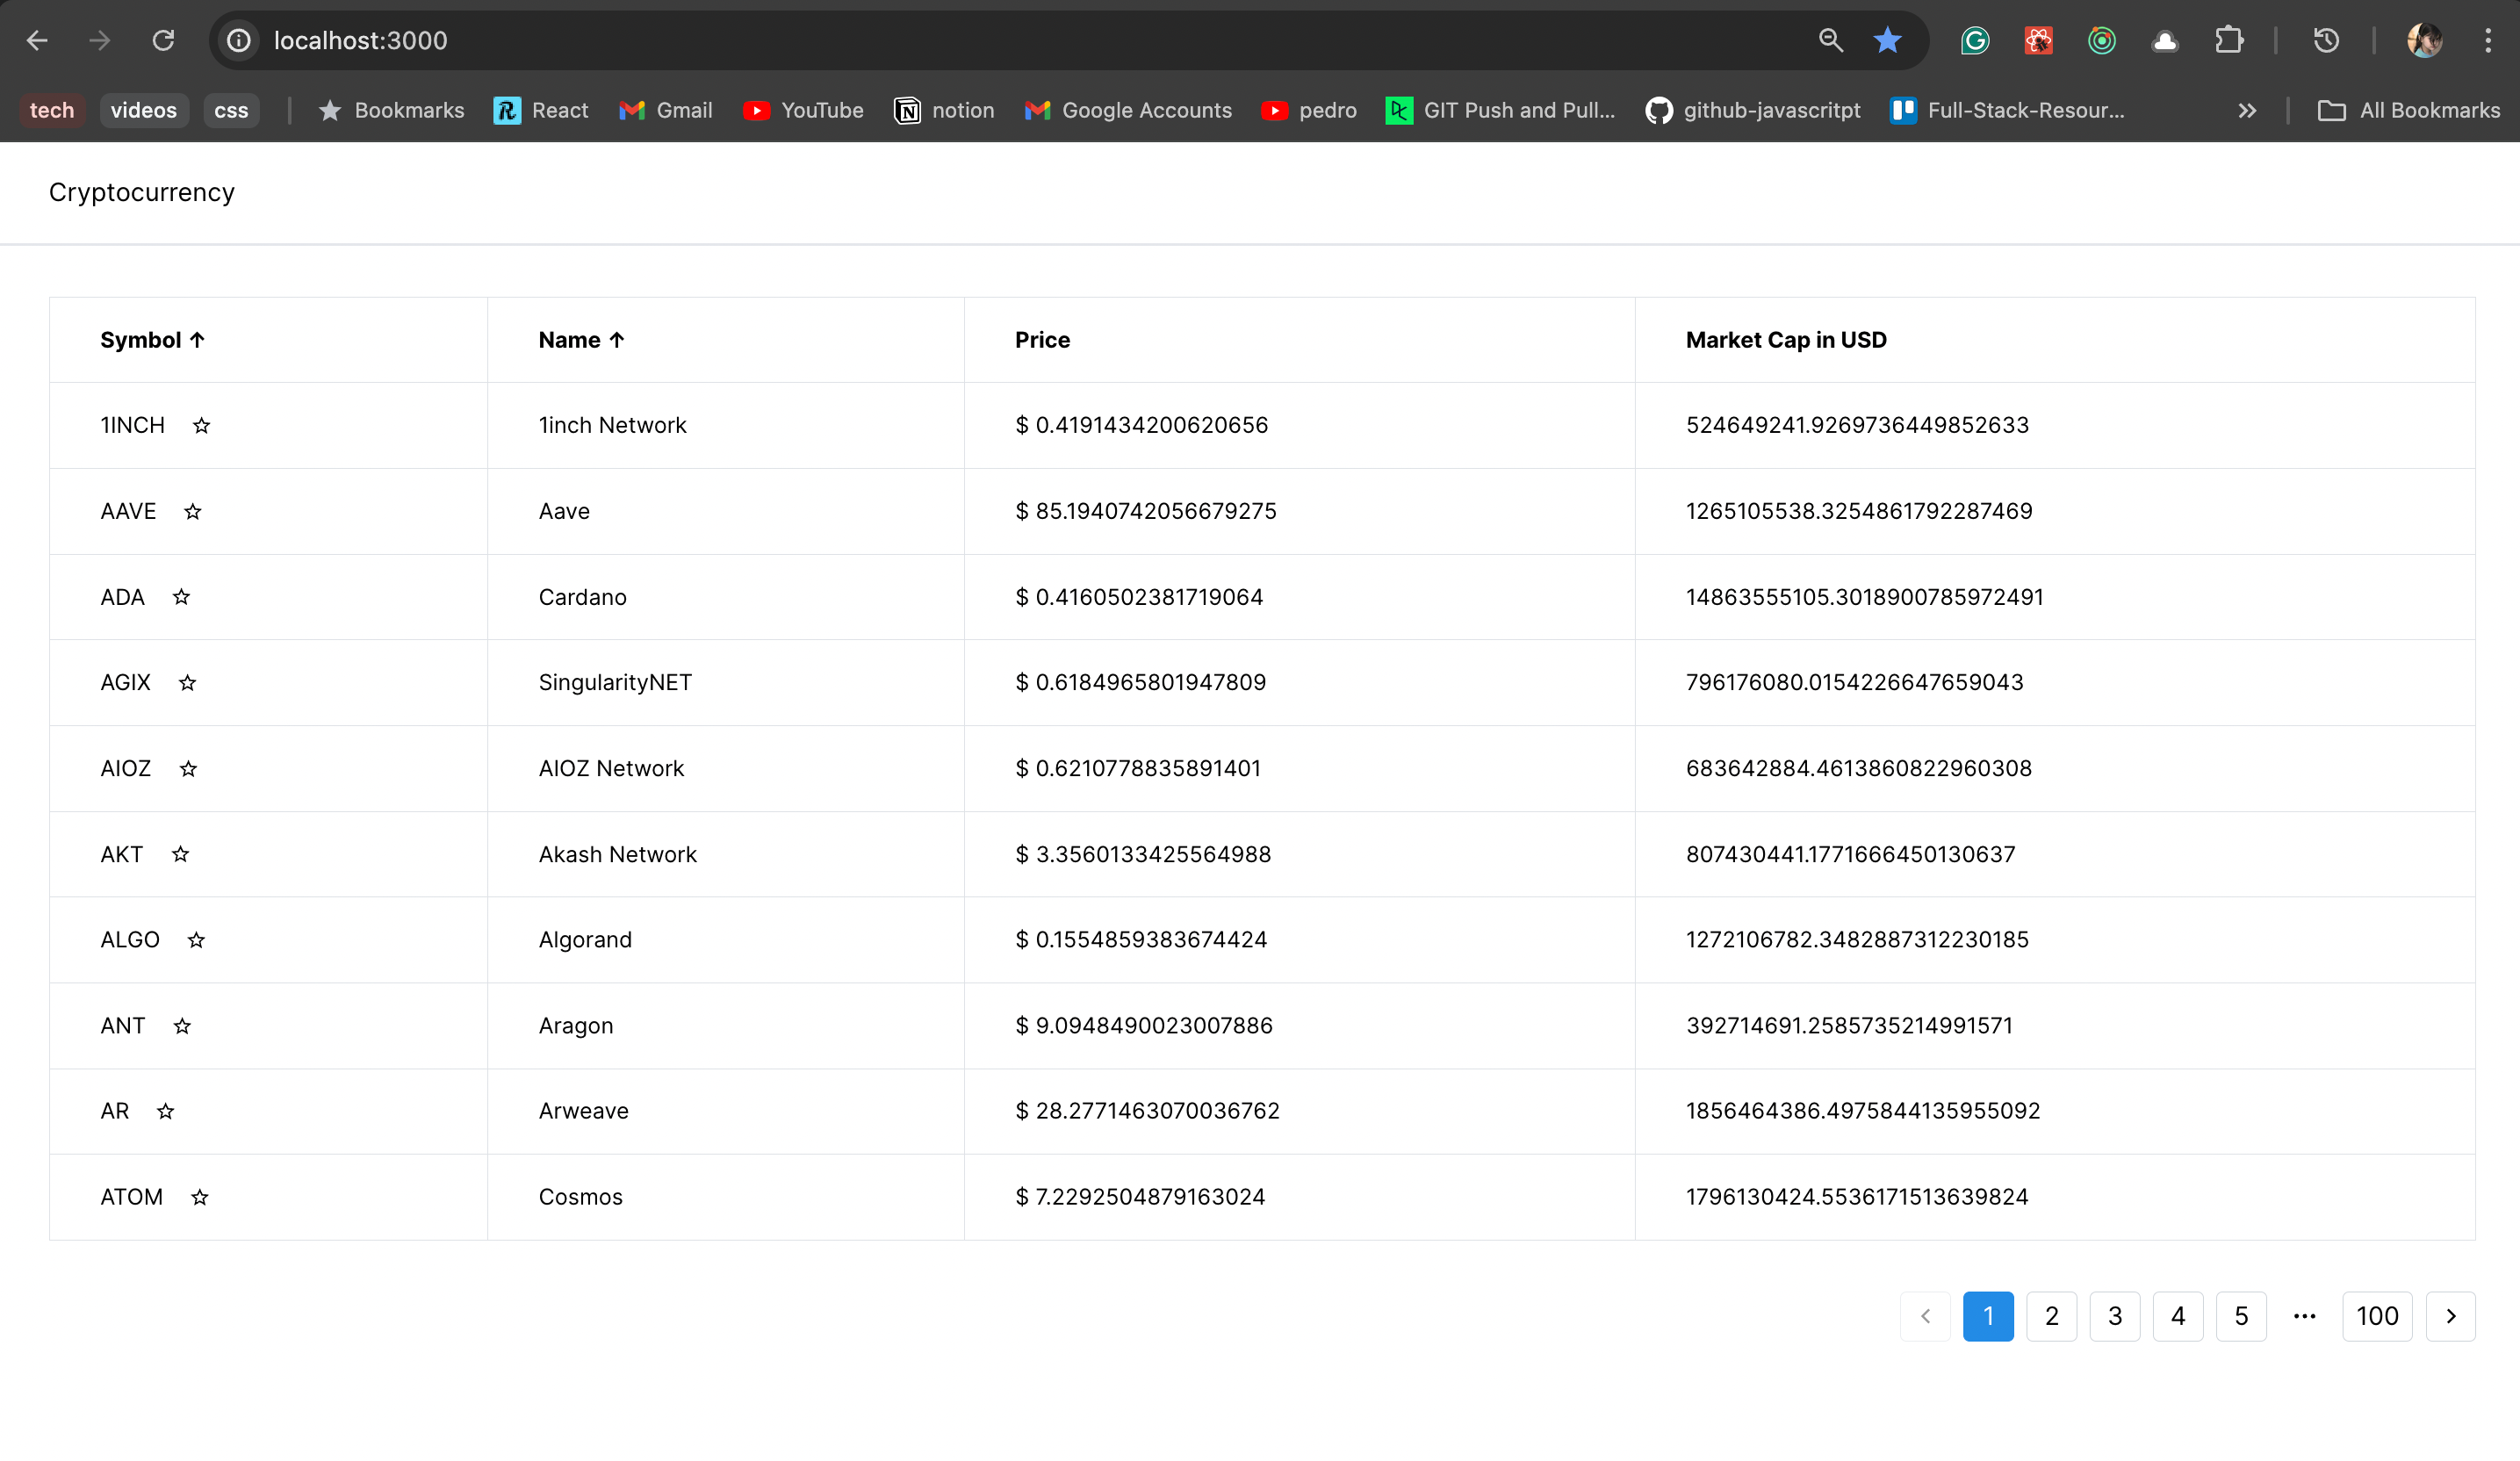 localhost:3000
tech videos css Bookmarks React Gmail YouTube notion Google Accounts pedro GIT Push and Pull... github-javascritpt Full-Stack-Resour... All Bookmarks
Cryptocurrency
Symbol ↑ Name ↑ Price Market Cap in USD
1INCH 1inch Network $ 0.4191434200620656 524649241.9269736449852633
AAVE Aave $ 85.1940742056679275 1265105538.3254861792287469
ADA Cardano $ 0.4160502381719064 14863555105.3018900785972491
AGIX SingularityNET $ 0.6184965801947809 796176080.0154226647659043
AIOZ AIOZ Network $ 0.6210778835891401 683642884.4613860822960308
AKT Akash Network $ 3.3560133425564988 807430441.1771666450130637
ALGO Algorand $ 0.1554859383674424 1272106782.3482887312230185
ANT Aragon $ 9.0948490023007886 392714691.2585735214991571
AR Arweave $ 28.2771463070036762 1856464386.4975844135955092
ATOM Cosmos $ 7.2292504879163024 1796130424.5536171513639824
1 2 3 4 5 ... 100